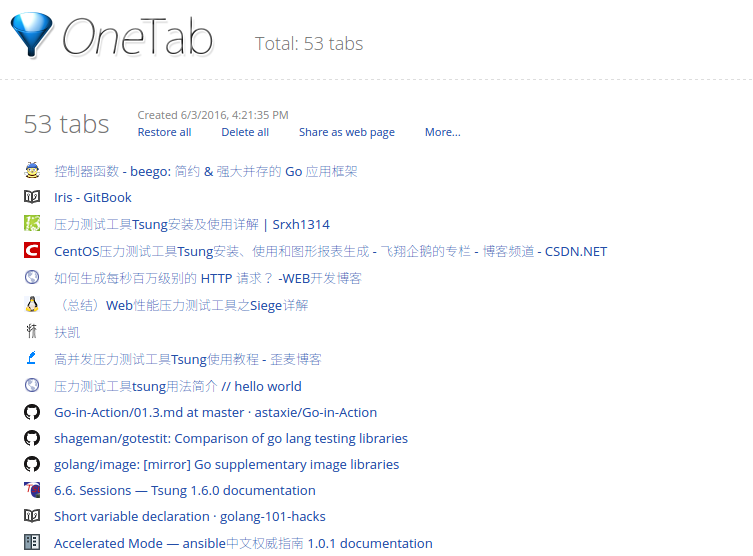 OneTab
Total: 53 tabs
53 tabs
Created 6/3/2016, 4:21:35 PM
Restore all Delete all Share as web page More...
控制器函数 - beego: 简约 & 强大并存的 Go 应用框架
Iris - GitBook
压力测试工具Tsung安装及使用详解 | Srxh1314
CentOS压力测试工具Tsung安装、使用和图形报表生成 - 飞翔企鹅的专栏 - 博客频道 - CSDN.NET
如何生成每秒百万级别的 HTTP 请求？ -WEB开发博客
（总结）Web性能压力测试工具之Siege详解
扶凯
高并发压力测试工具Tsung使用教程 - 歪麦博客
压力测试工具tsung用法简介 // hello world
Go-in-Action/01.3.md at master · astaxie/Go-in-Action
shageman/gotestit: Comparison of go lang testing libraries
golang/image: [mirror] Go supplementary image libraries
6.6. Sessions — Tsung 1.6.0 documentation
Short variable declaration · golang-101-hacks
Accelerated Mode — ansible中文权威指南 1.0.1 documentation